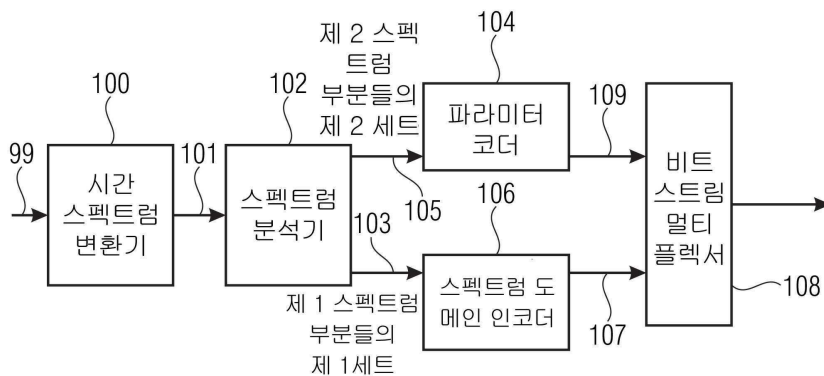 제 2 스펙
트럼
부분들의
제 2 세트
104
100
102
109
파라미터
코더
99
101
105
시간
스펙트럼
변환기
스펙트럼
분석기
103
106
비트
스트림
멀티
플렉서
스펙트럼 도
메인 인코더
107
108
제 1 스펙트럼
부분들의
제 1세트